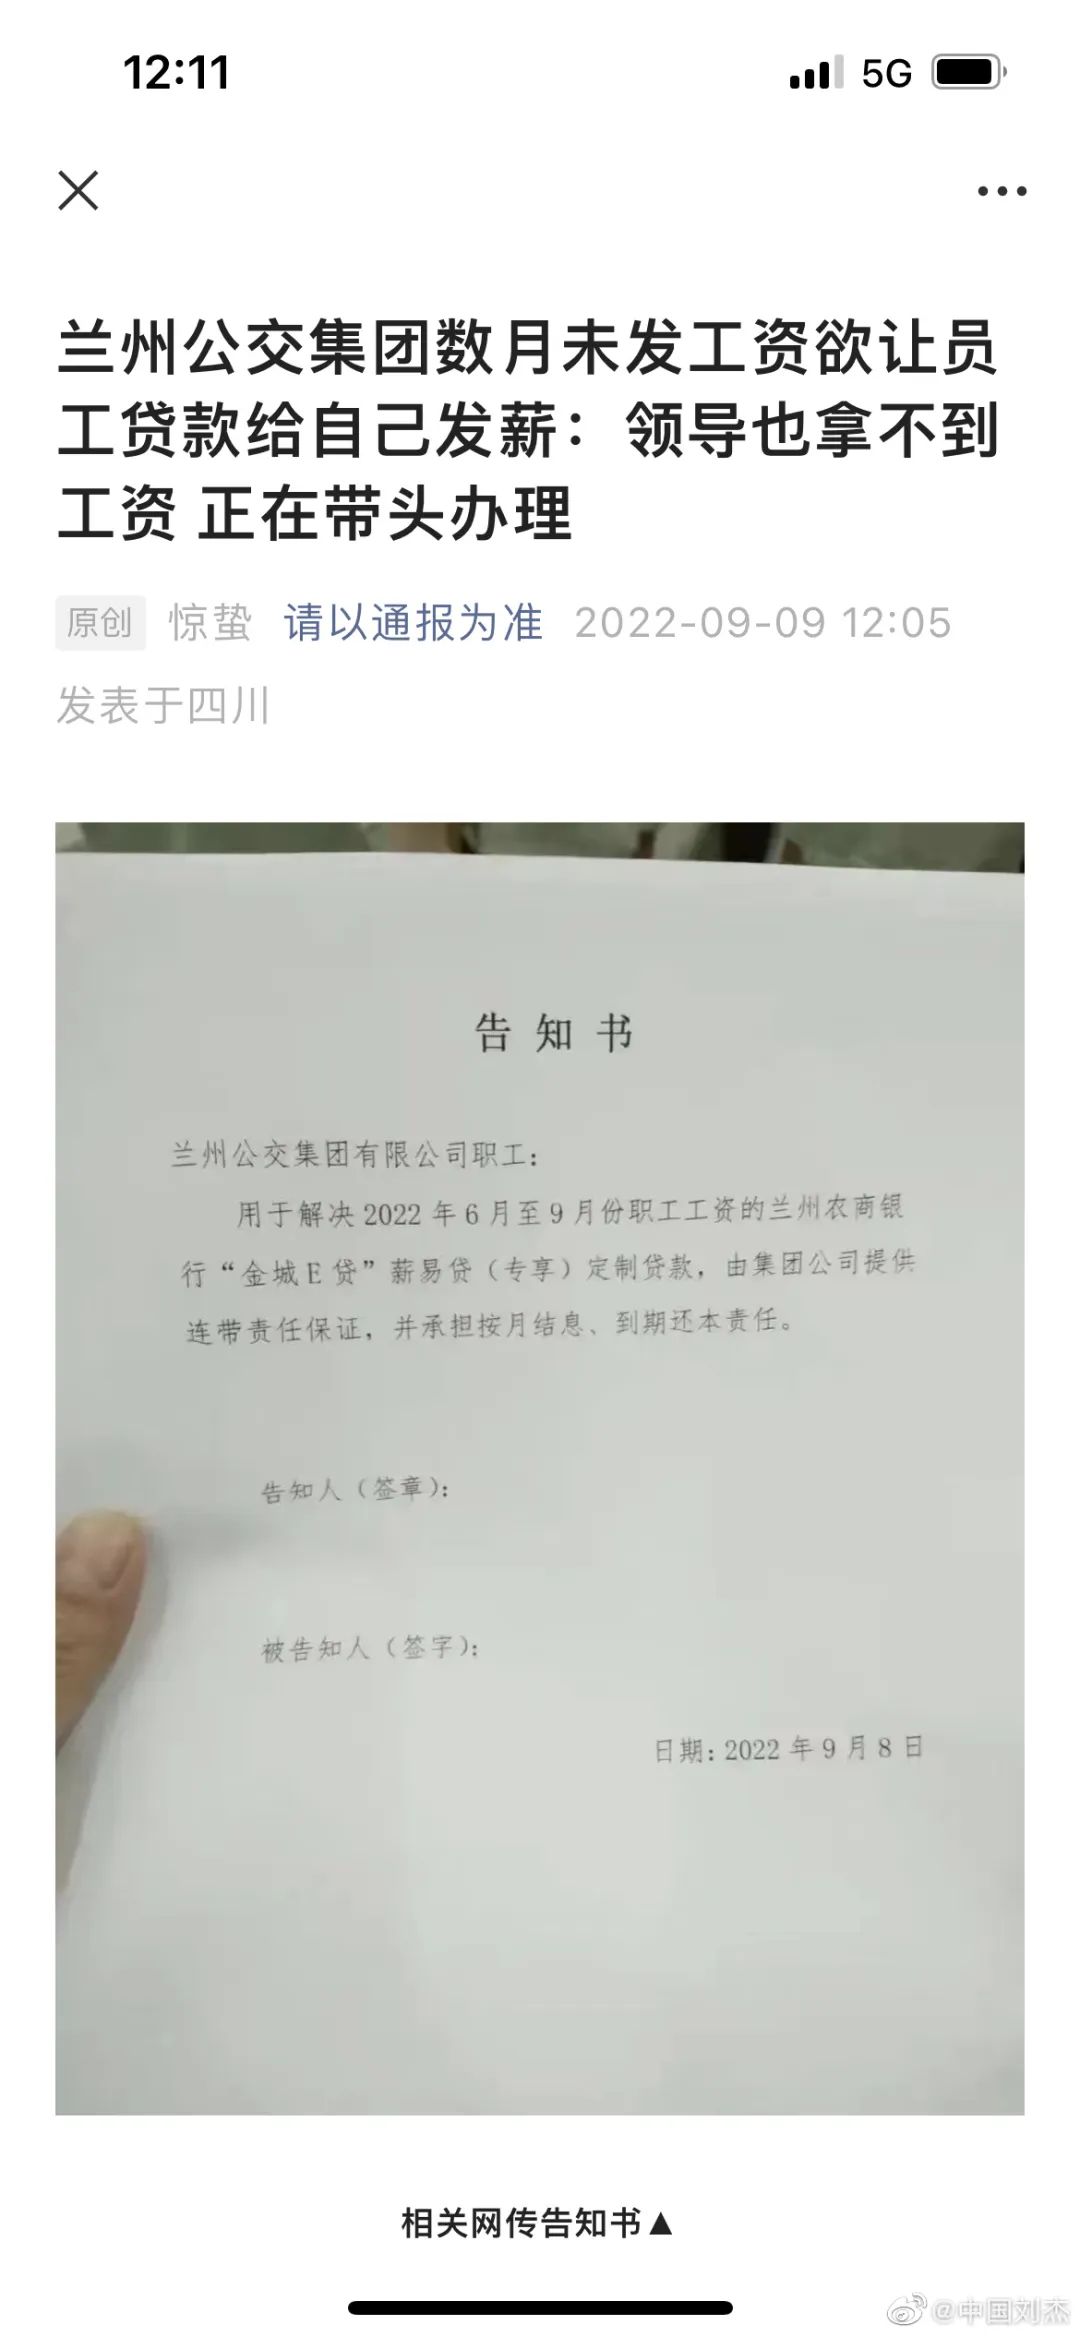 12:11
5G
兰州公交集团数月未发工资欲让员
工贷款给自己发薪：领导也拿不到
工资 正在带头办理
原创 惊蛰 请以通报为准 2022-09-09 12:05
发表于四川
告知书
兰州公交集团有限公司职工：
用于解决2022年6月至9月份职工工资的兰州农商银
行“金城E贷”薪易贷（专享）定制贷款，由集团公司提供
连带责任保证，并承担按月结息、到期还本责任。
告知人（签章）：
被告知人（签字）：
日期：2022年9月8日
相关网传告知书▲
@中国刘杰